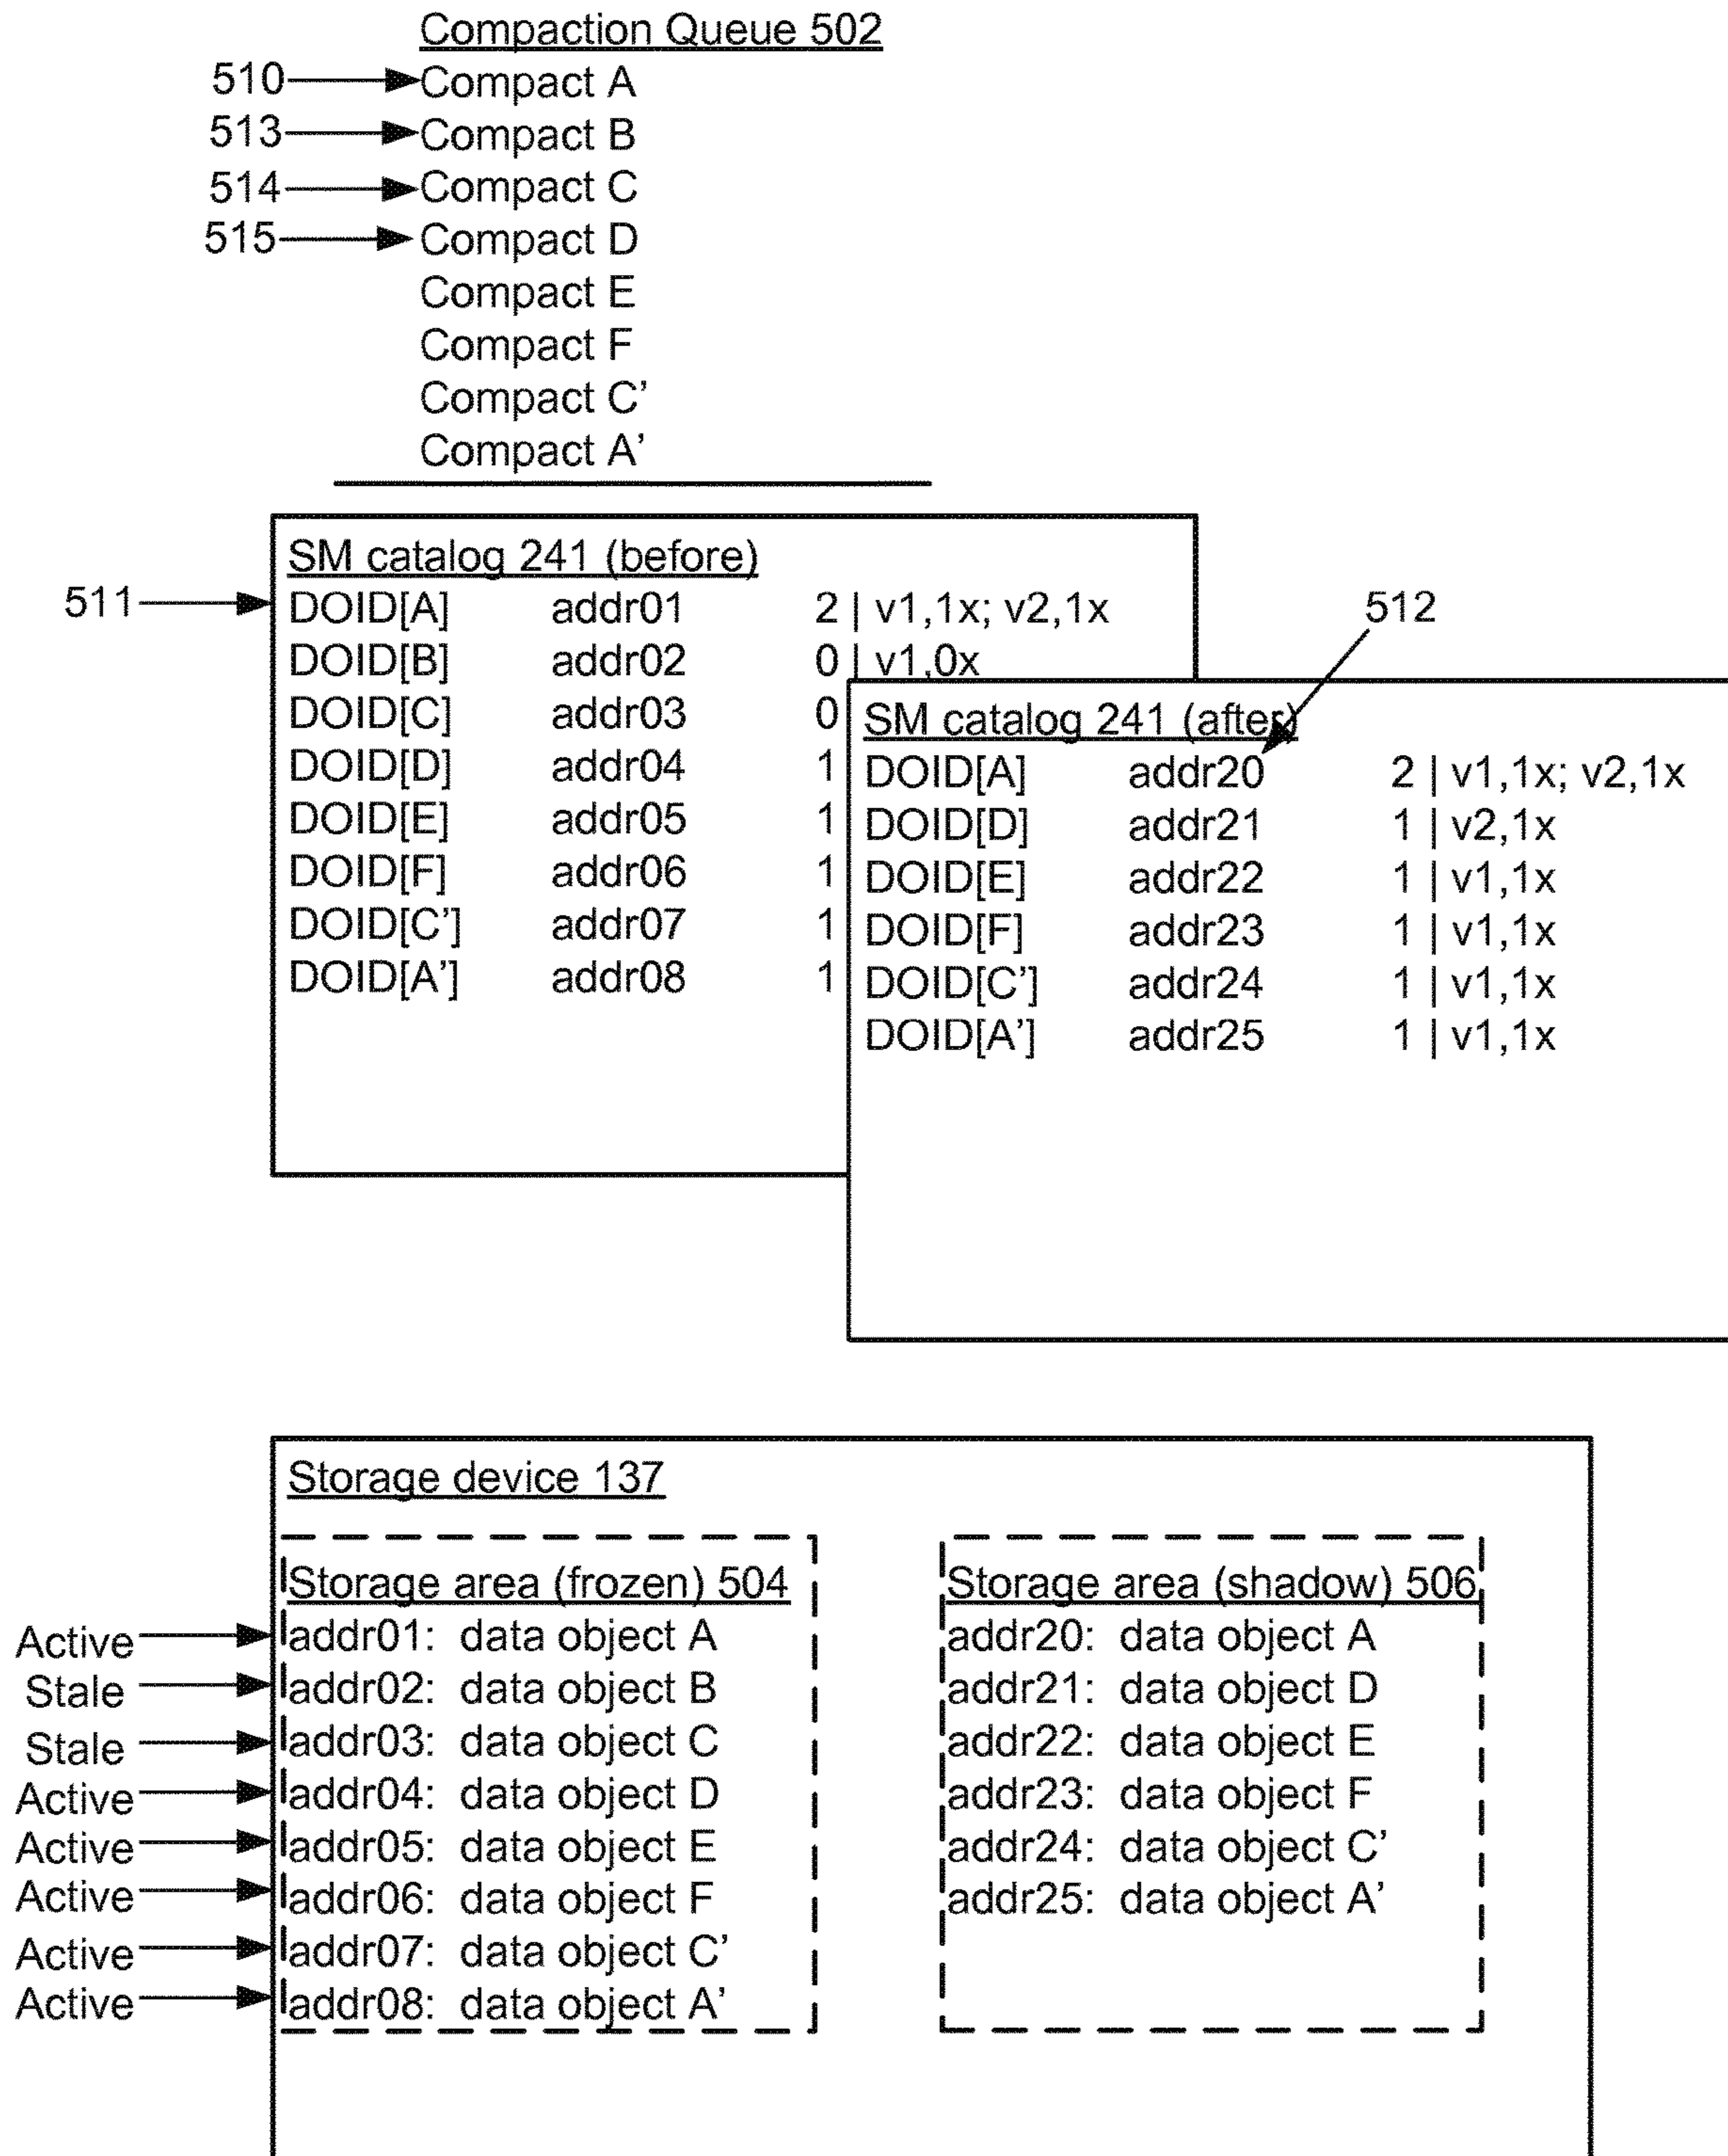 Compaction Queue 502
510 Compact A
513 Compact B
514 Compact C
515 Compact D
Compact E
Compact F
Compact C’
Compact A’
SM catalog 241 (before)
511 DOID[A] addr01 2 | v1,1x; v2,1x
512
DOID[B] addr02 0 | v1,0x
DOID[C] addr03 0
DOID[D] addr04 1
DOID[E] addr05 1
DOID[F] addr06 1
DOID[C’] addr07 1
DOID[A’] addr08 1
SM catalog 241 (after)
DOID[A] addr20 2 | v1,1x; v2,1x
DOID[D] addr21 1 | v2,1x
DOID[E] addr22 1 | v1,1x
DOID[F] addr23 1 | v1,1x
DOID[C’] addr24 1 | v1,1x
DOID[A’] addr25 1 | v1,1x
Storage device 137
Storage area (frozen) 504
Active addr01: data object A
Stale addr02: data object B
Stale addr03: data object C
Active addr04: data object D
Active addr05: data object E
Active addr06: data object F
Active addr07: data object C’
Active addr08: data object A’
Storage area (shadow) 506
addr20: data object A
addr21: data object D
addr22: data object E
addr23: data object F
addr24: data object C’
addr25: data object A’